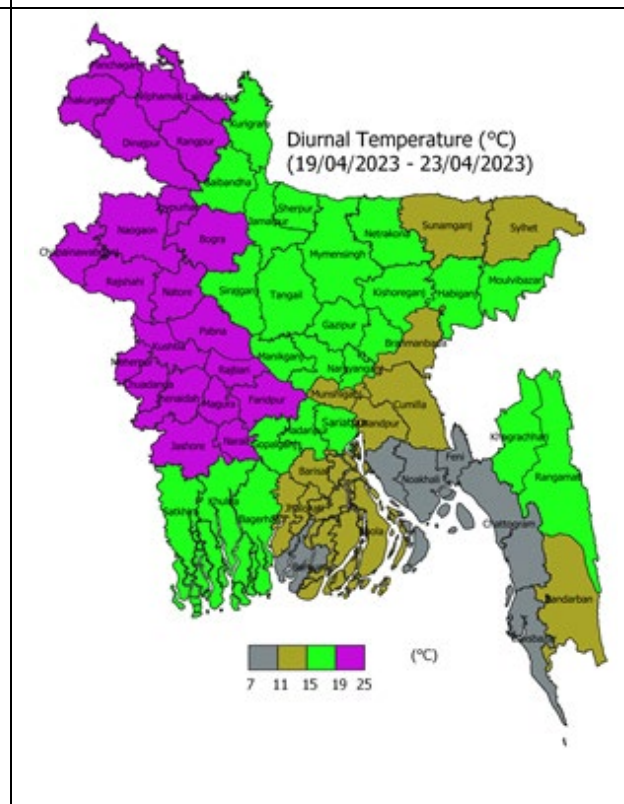 Diurnal Temperature (°C)
(19/04/2023 - 23/04/2023)
Panchagarh
Thakurgaon
Nilphamari
Lalmonirhat
Kurigram
Dinajpur
Rangpur
Gaibandha
Joypurhat
Sherpur
Jamalpur
Netrakona
Sunamganj
Sylhet
Naogaon
Bogra
Mymensingh
Chapainawabganj
Rajshahi
Natore
Sirajganj
Tangail
Kishoreganj
Habiganj
Moulvibazar
Gazipur
Pabna
Kushtia
Manikganj
Narayanganj
Meherpur
Rajbari
Chuadanga
Jhenaidah
Magura
Faridpur
Munshiganj
Cumilla
Madaripur
Chandpur
Jashore
Narail
Gopalganj
Khagrachhari
Feni
Noakhali
Rangamati
Barisal
Satkhira
Khulna
Bagerhat
Bhola
Chattogram
Bandarban
(°C)
7 11 15 19 25